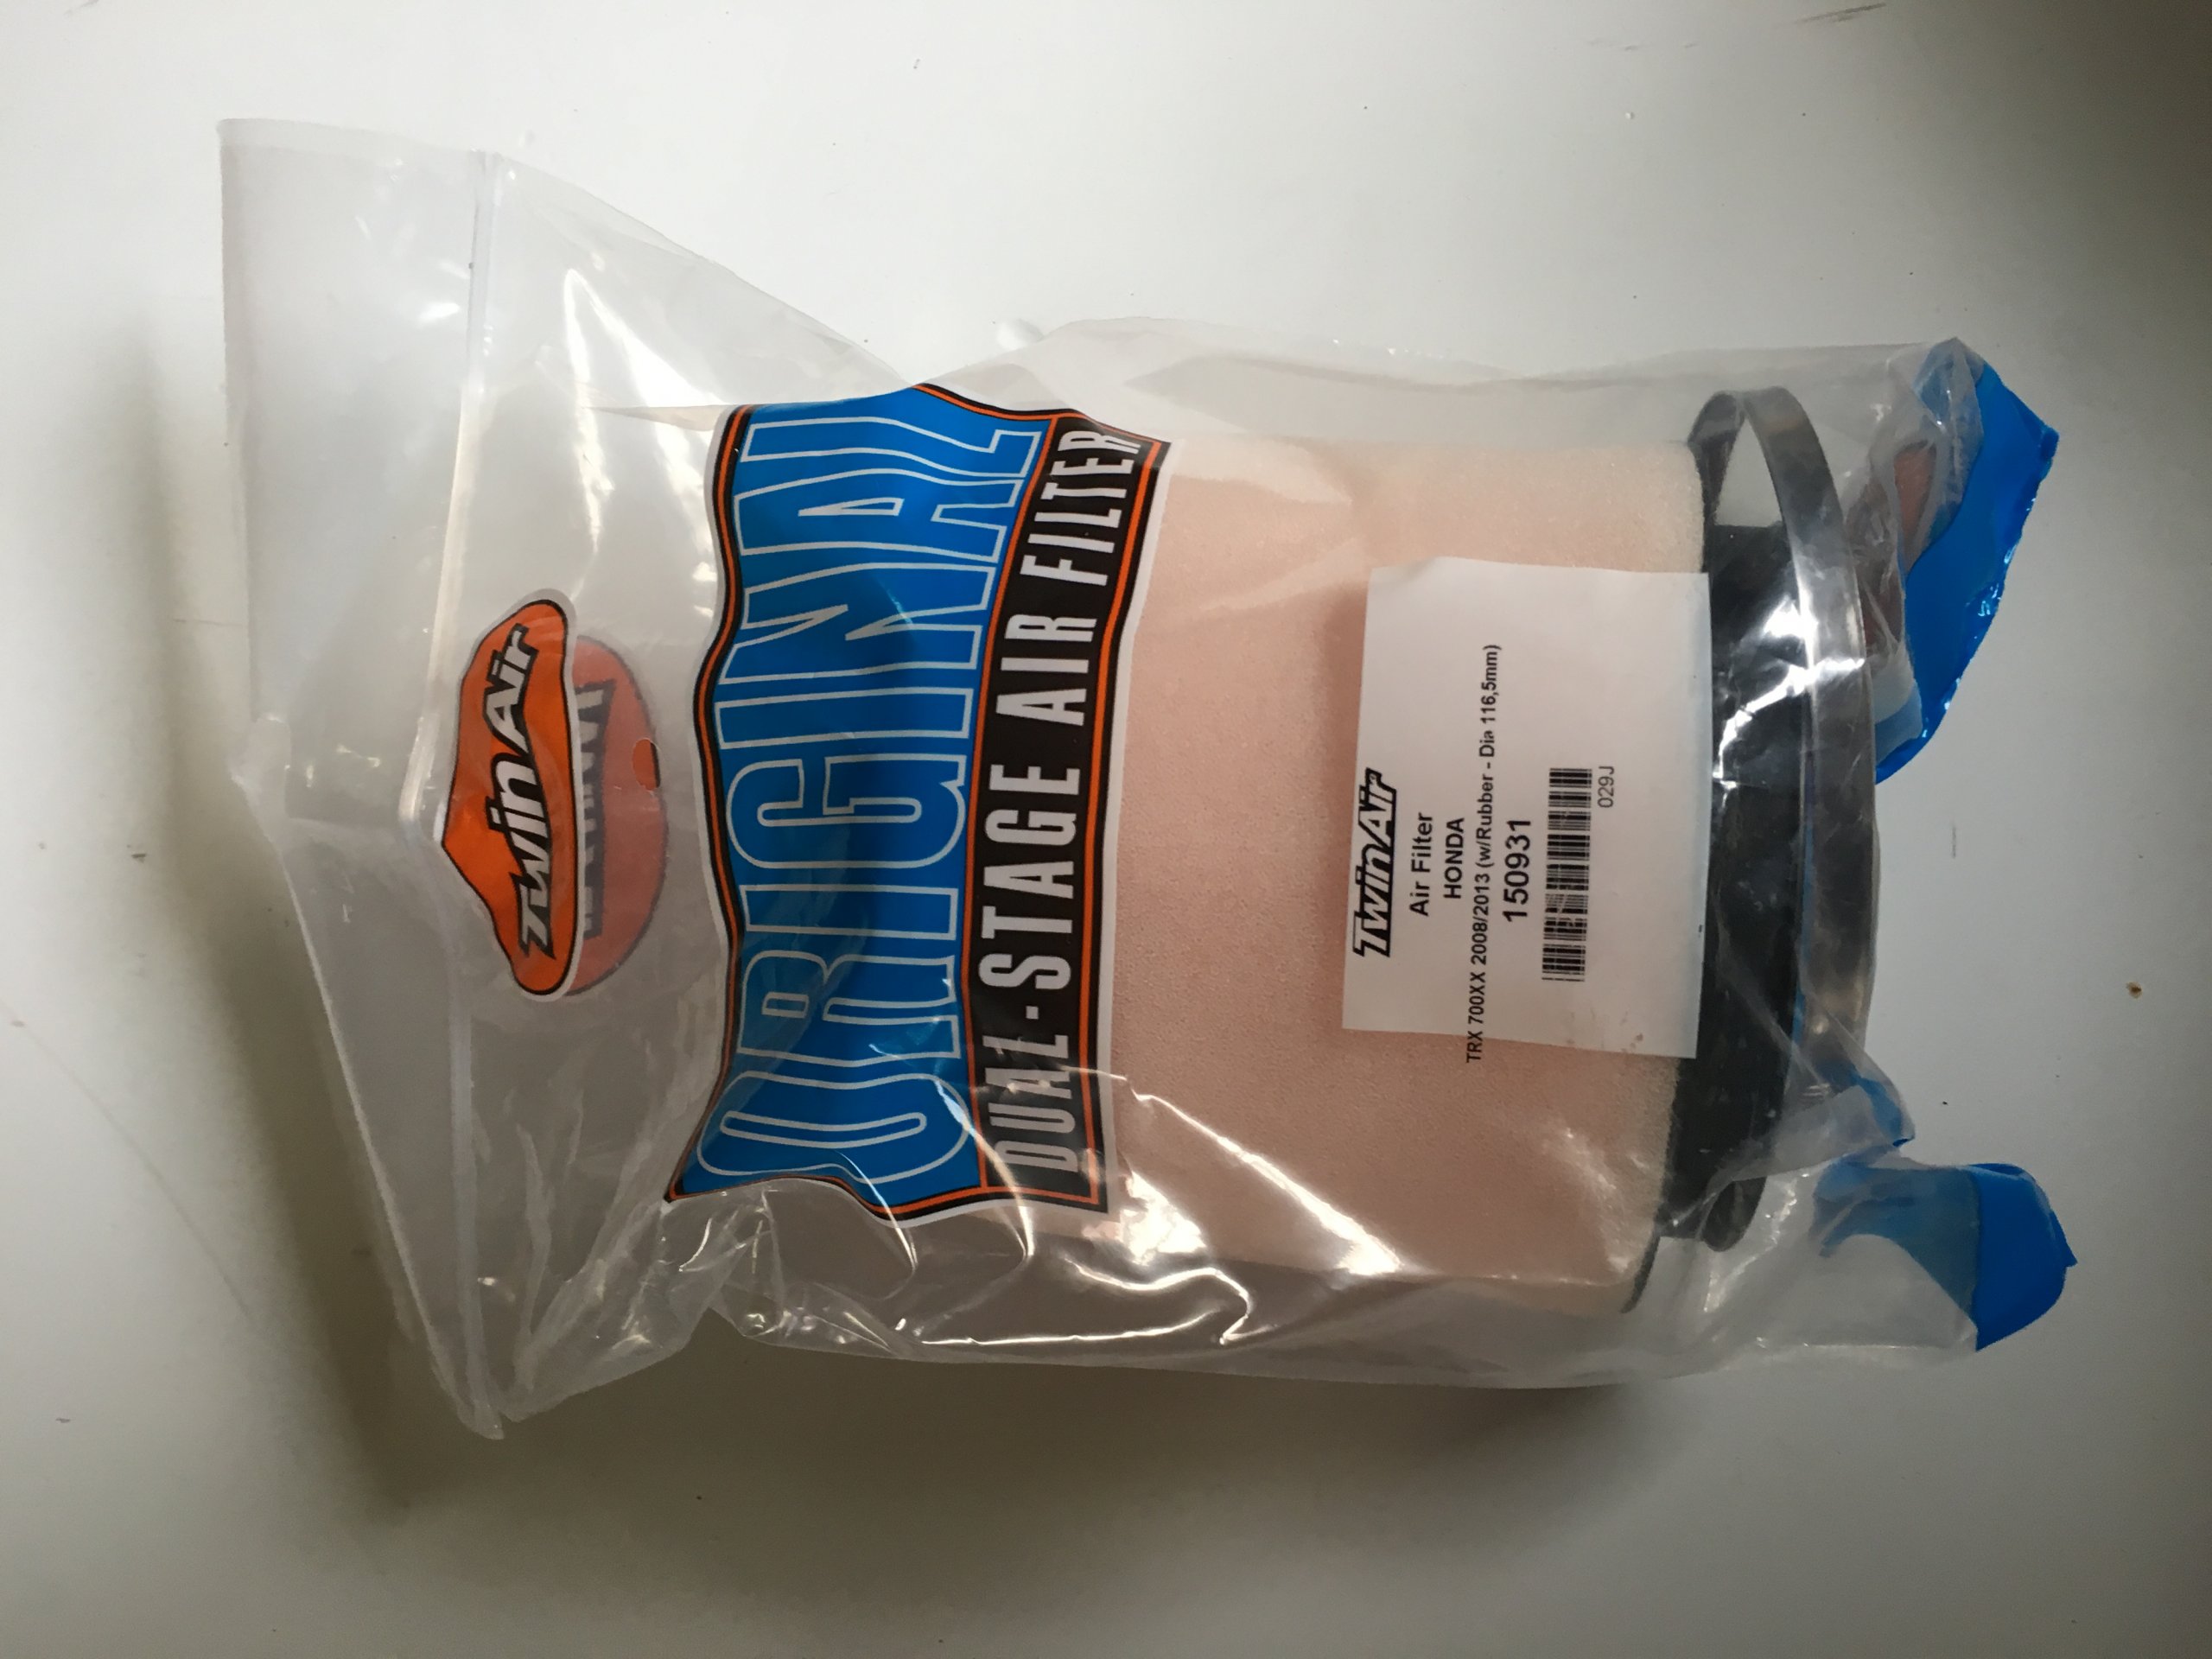 Twin Air
ORIGINAL
DUAL-STAGE AIR FILTER
Twin Air
Air Filter
HONDA
TRX 700XX 2008/2013 (w/Rubber - Dia 116,5mm)
150931
029J